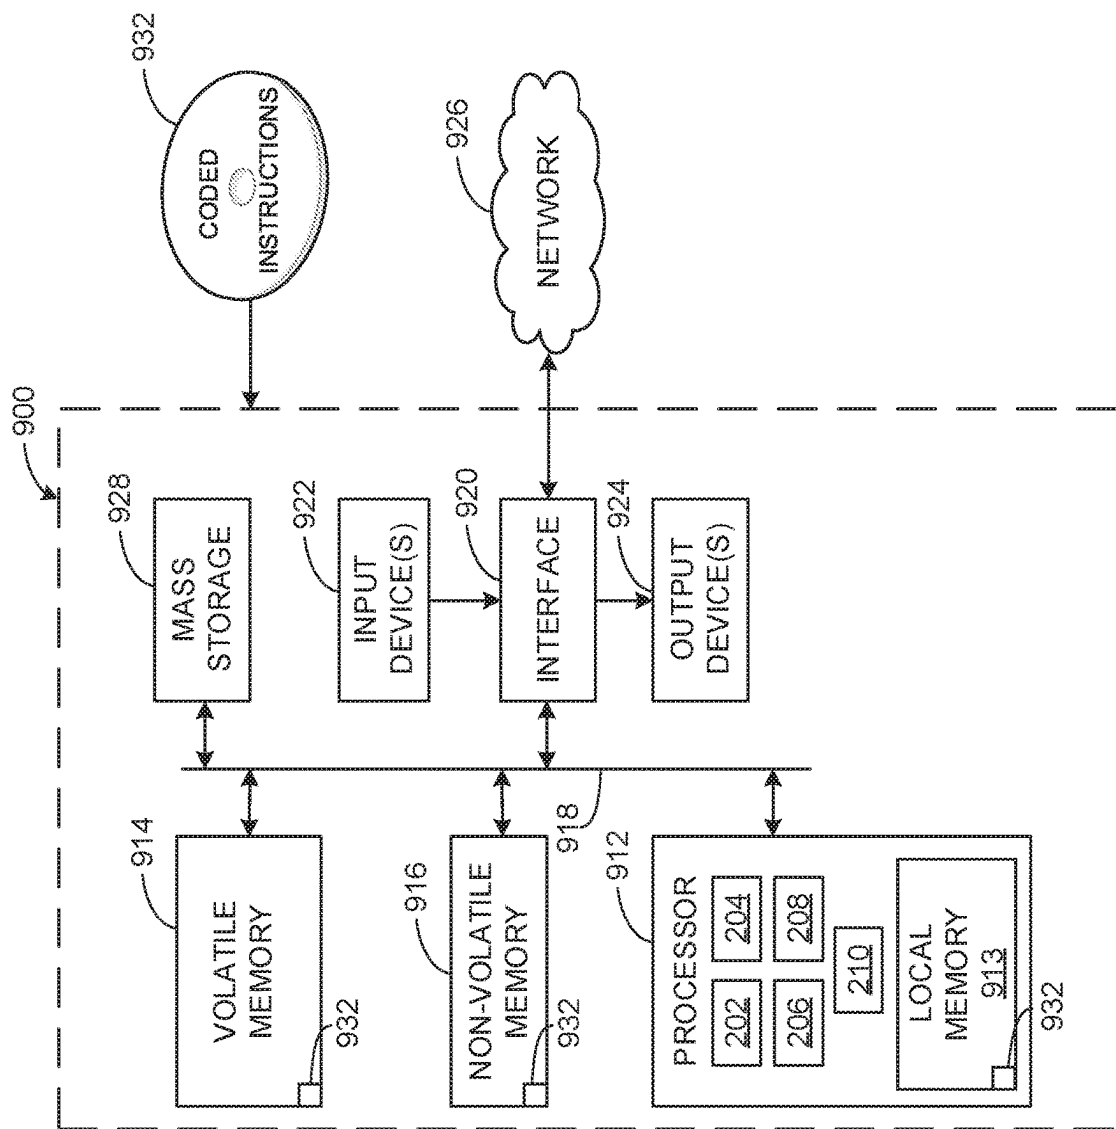 900
932
CODED
INSTRUCTIONS
914
VOLATILE
MEMORY
932
928
MASS
STORAGE
916
NON-VOLATILE
MEMORY
932
922
INPUT
DEVICE(S)
920
INTERFACE
926
NETWORK
918
924
OUTPUT
DEVICE(S)
912
PROCESSOR
202
204
206
208
210
LOCAL
MEMORY
913
932